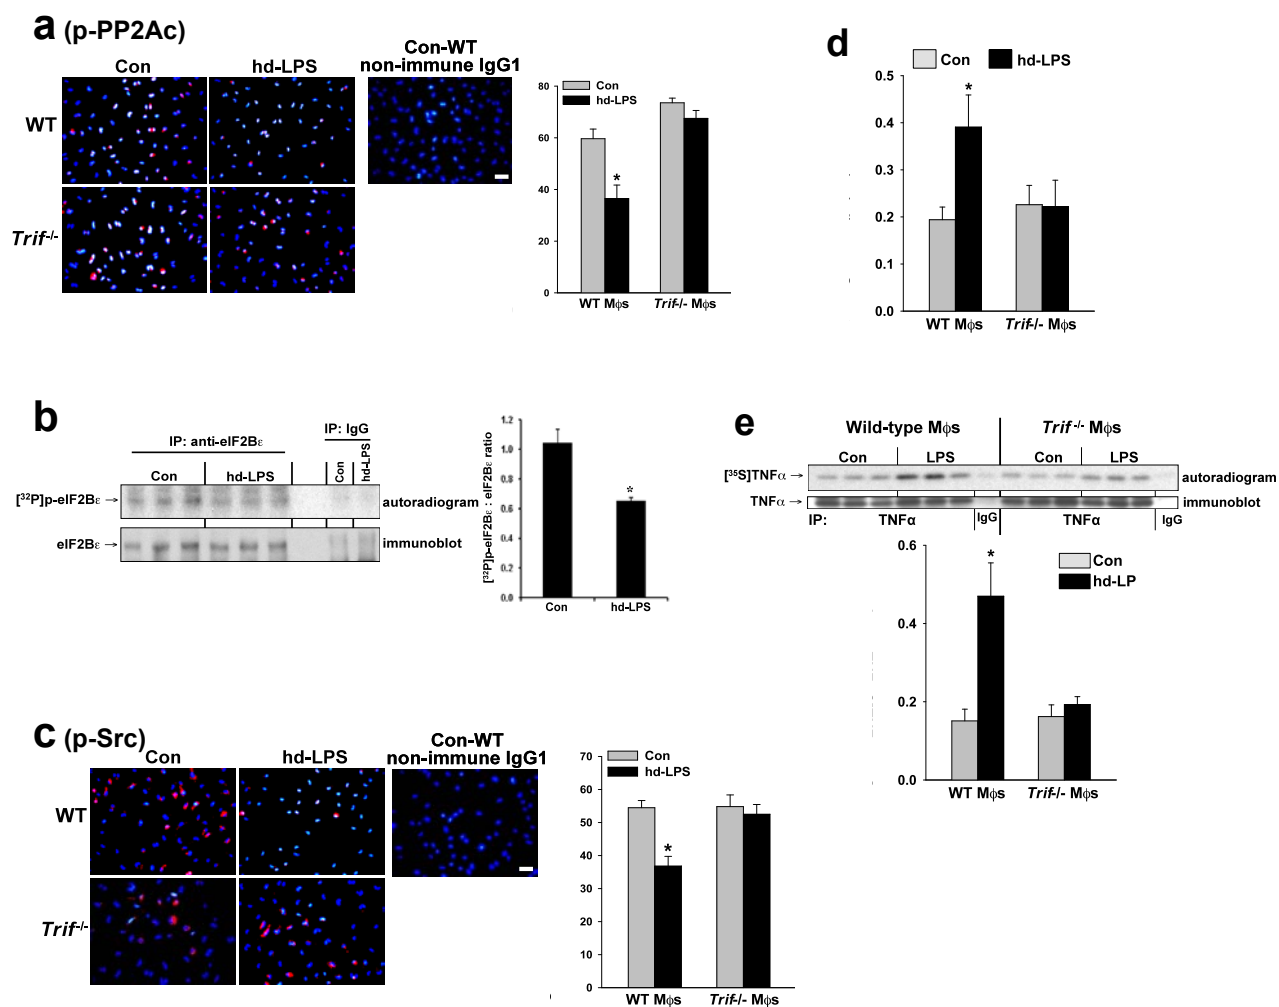 a (p-PP2Ac)
Con
hd-LPS
Con-WT
non-immune IgG1
WT
Trif-/-
80
60
40
20
0
Con
hd-LPS
*
WT Mϕs
Trif-/- Mϕs
d
Con
hd-LPS
0.5
0.4
0.3
0.2
0.1
0.0
*
WT Mϕs
Trif-/- Mϕs
b
IP: anti-eIF2Bε
IP: IgG
Con
hd-LPS
Con
hd-LPS
[³²P]p-eIF2Bε →
autoradiogram
eIF2Bε →
immunoblot
[³²P]p-eIF2Bε : eIF2Bε ratio
1.2
1.0
0.8
0.6
0.4
0.2
0.0
*
Con
hd-LPS
e
Wild-type Mϕs
Trif-/- Mϕs
Con
LPS
Con
LPS
[³⁵S]TNFα →
autoradiogram
TNFα →
immunoblot
IP:
TNFα
IgG
TNFα
IgG
0.6
0.4
0.2
0.0
*
Con
hd-LP
WT Mϕs
Trif-/- Mϕs
c (p-Src)
Con
hd-LPS
Con-WT
non-immune IgG1
WT
Trif-/-
70
60
50
40
30
20
10
0
Con
hd-LPS
*
WT Mϕs
Trif-/- Mϕs